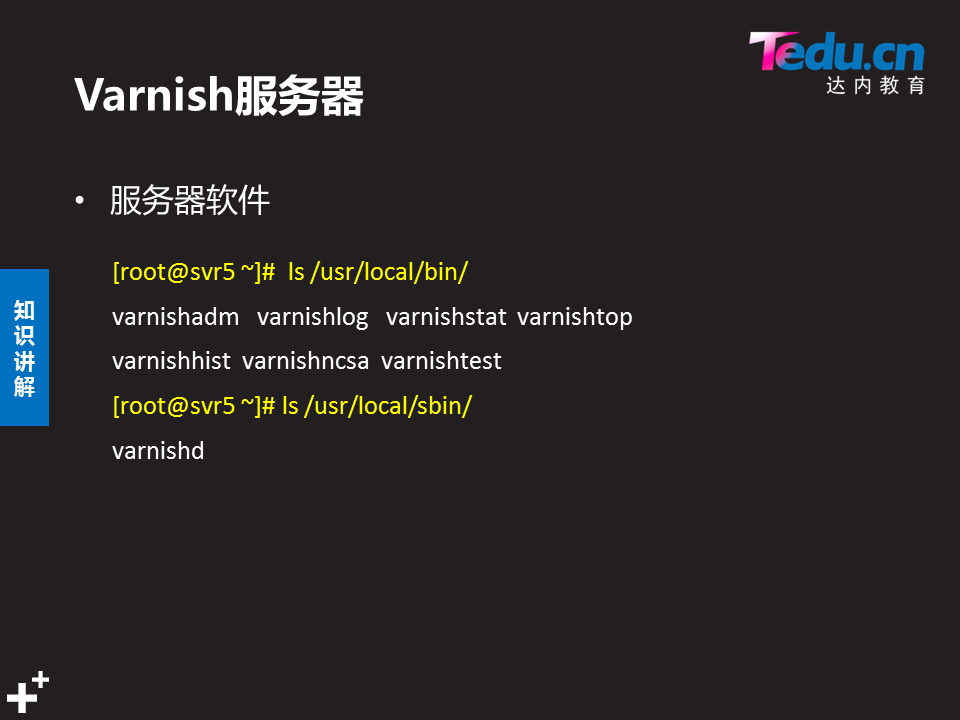 Tedu.cn
达内教育
Varnish服务器
• 服务器软件
[root@svr5 ~]# ls /usr/local/bin/
varnishadm varnishlog varnishstat varnishtop
varnishhist varnishncsa varnishtest
[root@svr5 ~]# ls /usr/local/sbin/
varnishd
知
识
讲
解